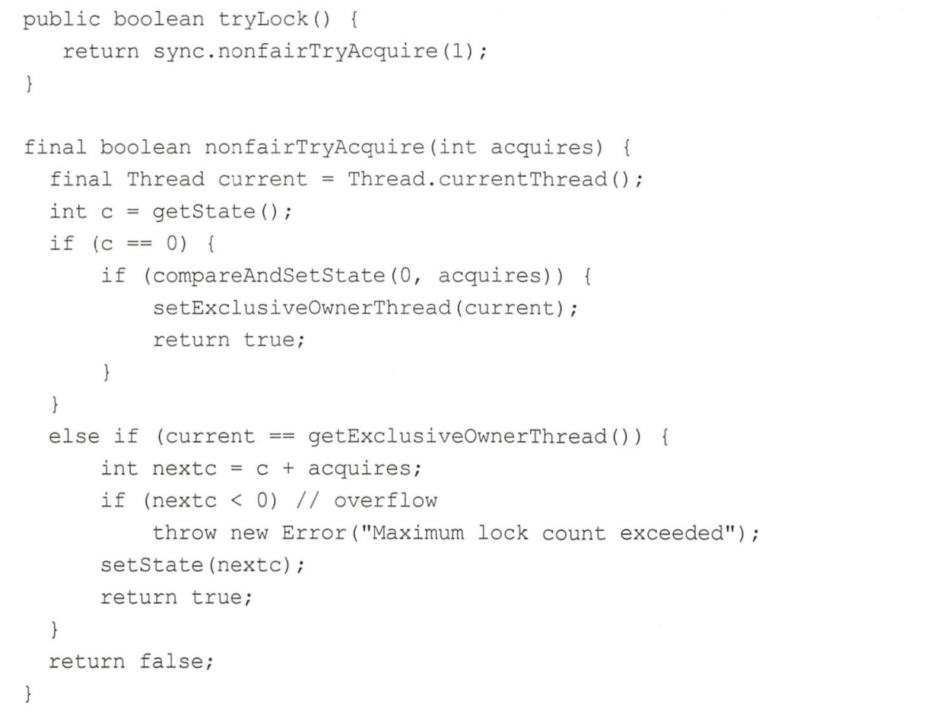 public boolean tryLock() {
   return sync.nonfairTryAcquire(1);
}

final boolean nonfairTryAcquire(int acquires) {
  final Thread current = Thread.currentThread();
  int c = getState();
  if (c == 0) {
      if (compareAndSetState(0, acquires)) {
          setExclusiveOwnerThread(current);
          return true;
      }
  }
  else if (current == getExclusiveOwnerThread()) {
      int nextc = c + acquires;
      if (nextc < 0) // overflow
          throw new Error("Maximum lock count exceeded");
      setState(nextc);
      return true;
  }
  return false;
}